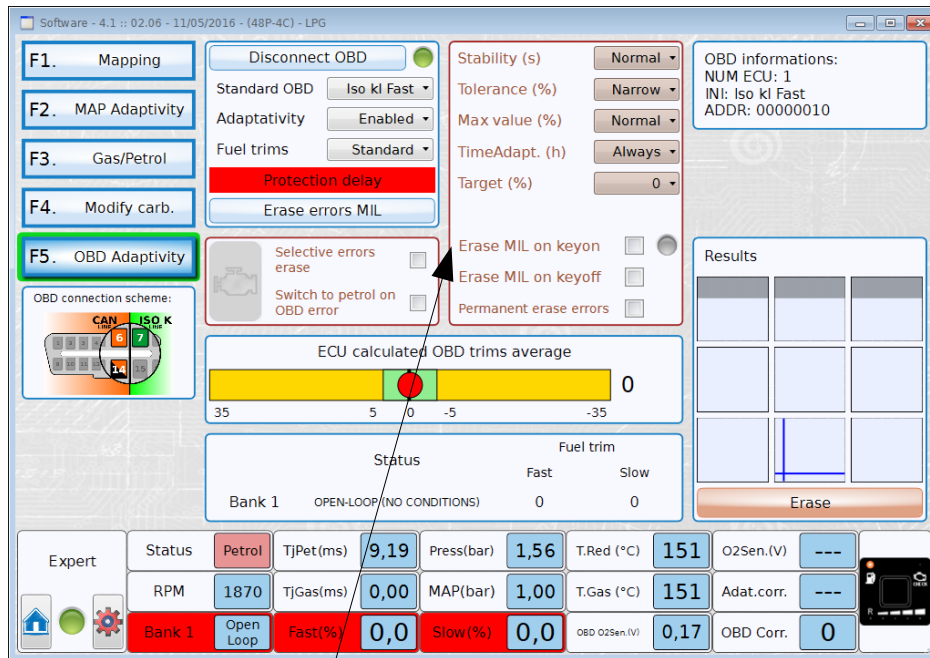 Software - 4.1 :: 02.06 - 11/05/2016 - (48P-4C) - LPG
F1. Mapping
F2. MAP Adaptivity
F3. Gas/Petrol
F4. Modify carb.
F5. OBD Adaptivity
OBD connection scheme:
CAN LINE
ISO K LINE
6 7
14 15
Disconnect OBD
Standard OBD Iso kl Fast
Adaptativity Enabled
Fuel trims Standard
Protection delay
Erase errors MIL
Selective errors
erase
Switch to petrol on
OBD error
Stability (s) Normal
Tolerance (%) Narrow
Max value (%) Normal
TimeAdapt. (h) Always
Target (%) 0
Erase MIL on keyon
Erase MIL on keyoff
Permanent erase errors
OBD informations:
NUM ECU: 1
INI: Iso kl Fast
ADDR: 00000010
Results
Erase
ECU calculated OBD trims average
0
35 5 0 -5 -35
Status
Fuel trim
Fast Slow
Bank 1 OPEN-LOOP (NO CONDITIONS) 0 0
Expert
Status Petrol TjPet(ms) 9,19 Press(bar) 1,56 T.Red (°C) 151 O2Sen.(V) ---
RPM 1870 TjGas(ms) 0,00 MAP(bar) 1,00 T.Gas (°C) 151 Adat.corr. ---
Bank 1 Open Loop Fast(%) 0,0 Slow(%) 0,0 OBD O2Sen.(V) 0,17 OBD Corr. 0
CHECK
R